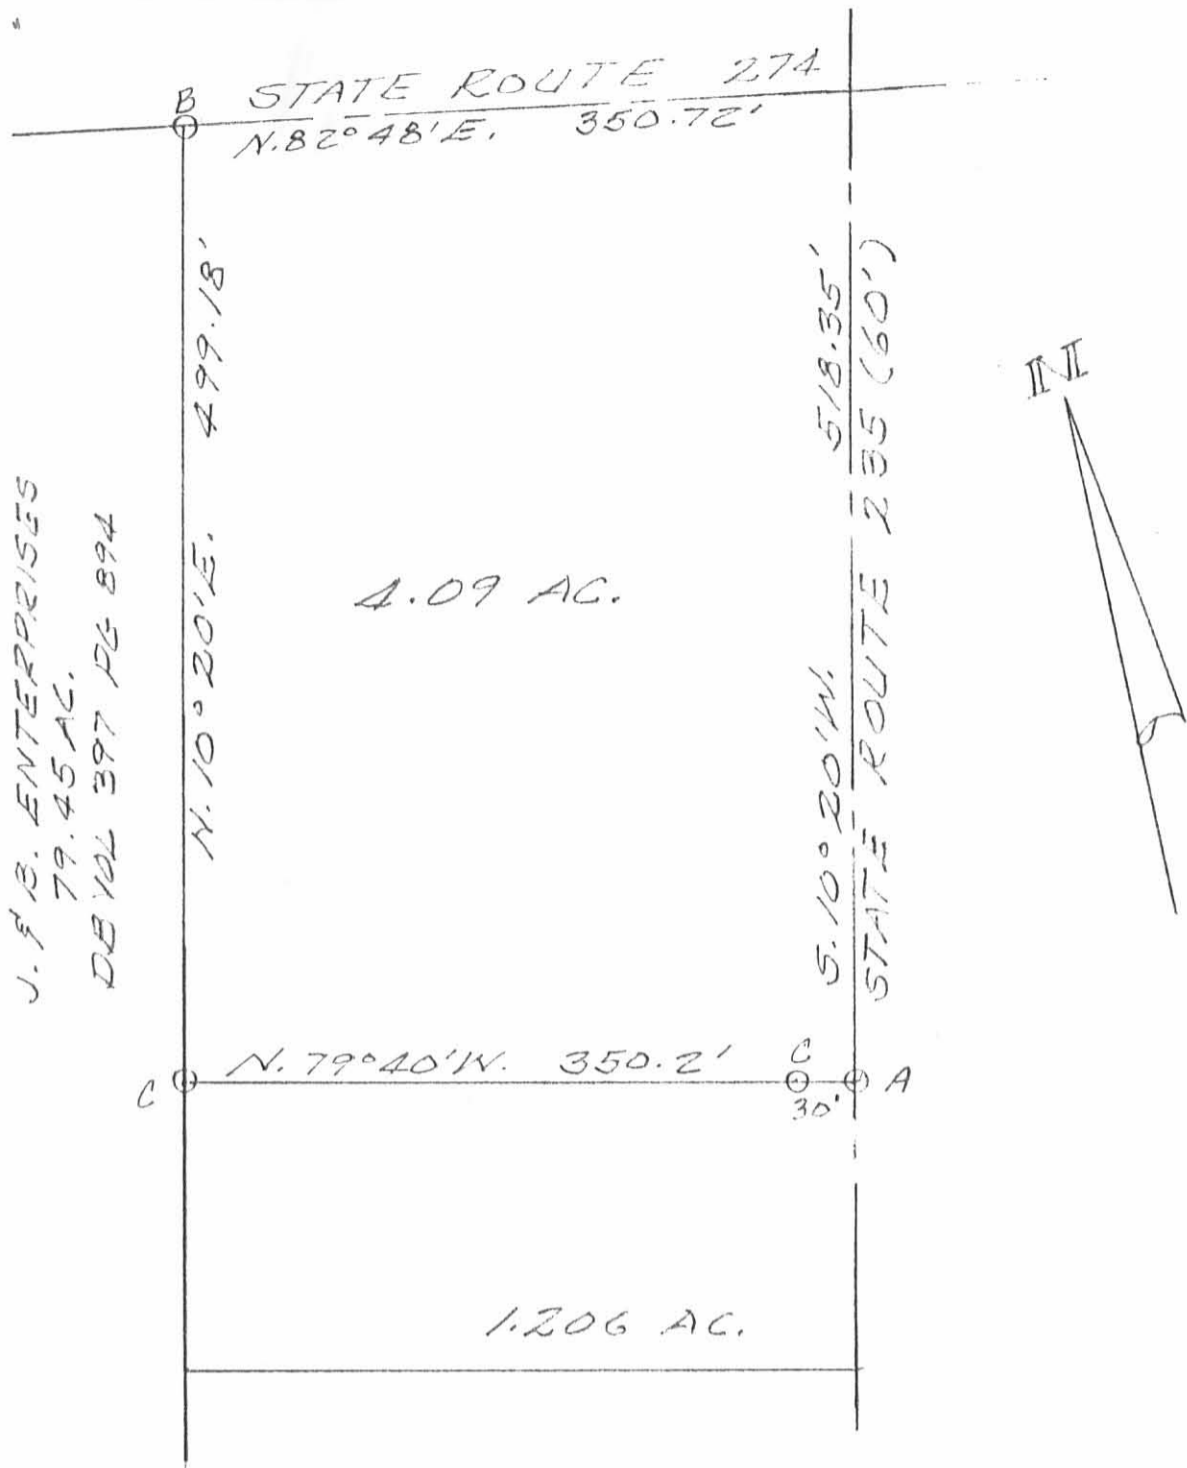 STATE ROUTE 274
B
N.82°48'E. 350.72'
N.10°20'E. 499.18'
518.35'
S.10°20'W.
STATE ROUTE 235 (60')
N
J. & B. ENTERPRISES
79.45 AC.
DB VOL 397 PG 894
4.09 AC.
N.79°40'W. 350.2'
C
C
30'
A
1.206 AC.